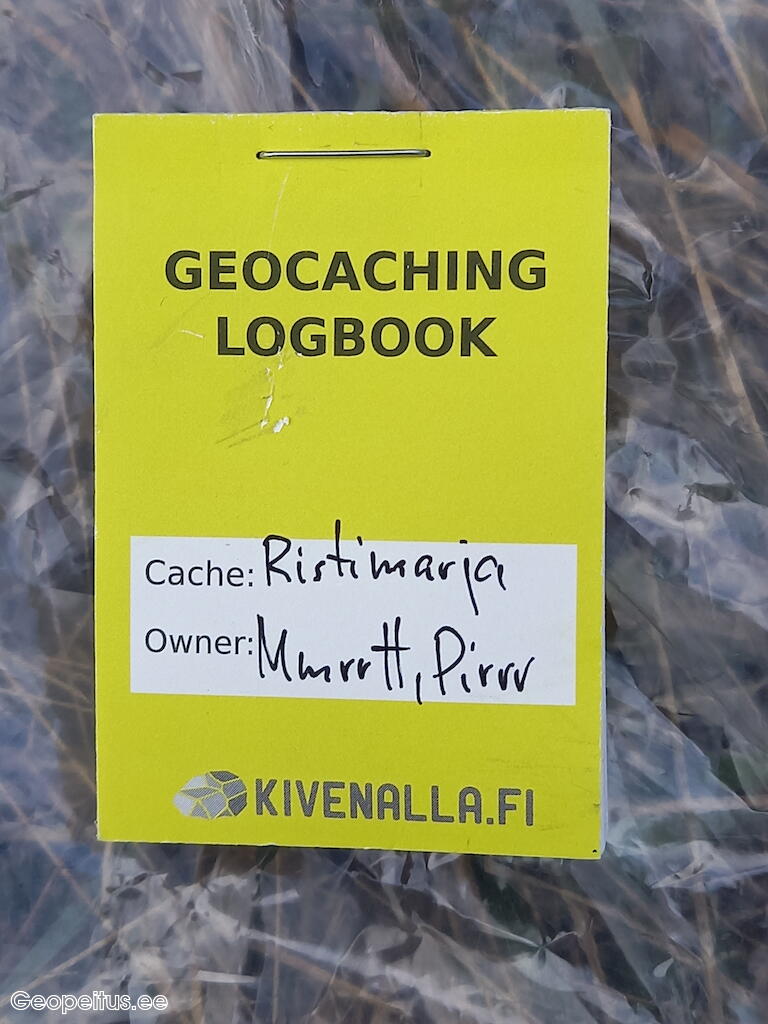 GEOCACHING
LOGBOOK
Cache: Ristimarja
Owner: Mmrrtt, Pirrr
KIVENALLA.FI
Geopeitus.ee